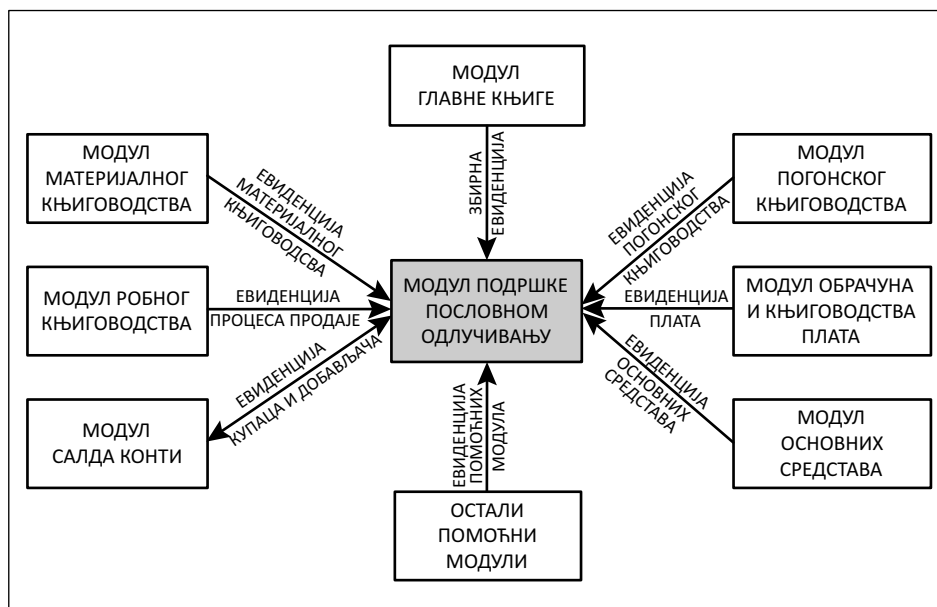 МОДУЛ
ГЛАВНЕ КЊИГЕ
МОДУЛ
МАТЕРИЈАЛНОГ
КЊИГОВОДСТВА
ЕВИДЕНЦИЈА
МАТЕРИЈАЛНОГ
КЊИГОВОДСВА
ЗБИРНА
ЕВИДЕНЦИЈА
ЕВИДЕНЦИЈА
ПОГОНСКОГ
КЊИГОВОДСТВА
МОДУЛ
ПОГОНСКОГ
КЊИГОВОДСТВА
МОДУЛ РОБНОГ
КЊИГОВОДСТВА
ЕВИДЕНЦИЈА
ПРОЦЕСА ПРОДАЈЕ
МОДУЛ ПОДРШКЕ
ПОСЛОВНОМ
ОДЛУЧИВАЊУ
ЕВИДЕНЦИЈА
ПЛАТА
МОДУЛ ОБРАЧУНА
И КЊИГОВОДСТВА
ПЛАТА
МОДУЛ
САЛДА КОНТИ
ЕВИДЕНЦИЈА
КУПАЦА И ДОБАВЉАЧА
ЕВИДЕНЦИЈА
ПОМОЋНИХ
МОДУЛА
ЕВИДЕНЦИЈА
ОСНОВНИХ
СРЕДСТАВА
МОДУЛ
ОСНОВНИХ
СРЕДСТАВА
ОСТАЛИ
ПОМОЋНИ
МОДУЛИ